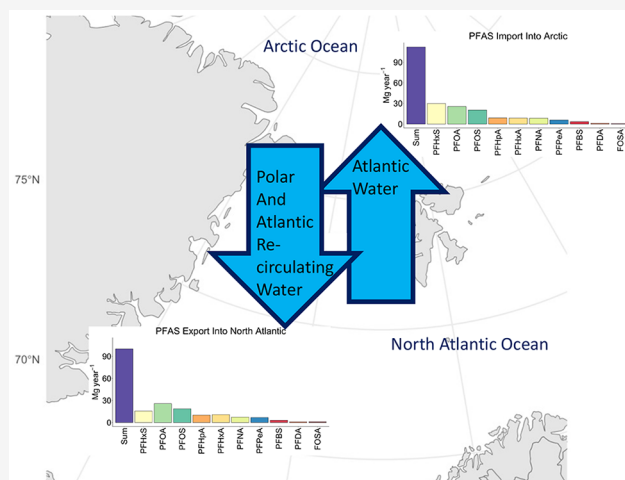 Arctic Ocean
PFAS Import Into Arctic
Mg year⁻¹
90
60
30
0
Sum
PFHxS
PFOA
PFOS
PFHpA
PFHxA
PFNA
PFPeA
PFBS
PFDA
FOSA
75°N
Polar
And
Atlantic
Re-
circulating
Water
Atlantic
Water
North Atlantic Ocean
70°N
PFAS Export Into North Atlantic
Mg year⁻¹
90
30
0
Sum
PFHxS
PFOA
PFOS
PFHpA
PFHxA
PFNA
PFPeA
PFBS
PFDA
FOSA